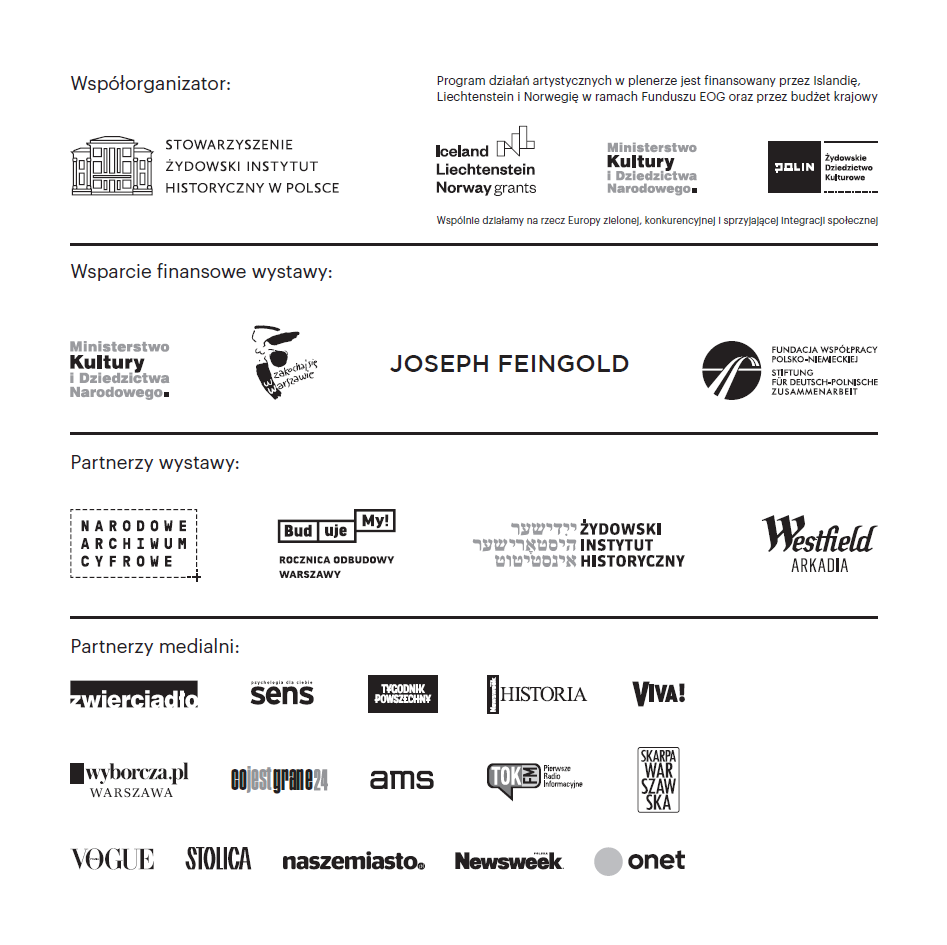 Współorganizator:
Program działań artystycznych w plenerze jest finansowany przez Islandię,
Liechtenstein i Norwegię w ramach Funduszu EOG oraz przez budżet krajowy
STOWARZYSZENIE
ŻYDOWSKI INSTYTUT
HISTORYCZNY W POLSCE
Iceland
Liechtenstein
Norway grants
Ministerstwo
Kultury
i Dziedzictwa
Narodowego.
POLIN
Żydowskie
Dziedzictwo
Kulturowe
Wspólnie działamy na rzecz Europy zielonej, konkurencyjnej i sprzyjającej integracji społecznej
Wsparcie finansowe wystawy:
Ministerstwo
Kultury
i Dziedzictwa
Narodowego.
zakochaj się
w Warszawie
JOSEPH FEINGOLD
FUNDACJA WSPÓŁPRACY
POLSKO-NIEMIECKIEJ
STIFTUNG
FÜR DEUTSCH-POLNISCHE
ZUSAMMENARBEIT
Partnerzy wystawy:
NARODOWE
ARCHIWUM
CYFROWE
Bud uje My!
ROCZNICA ODBUDOWY
WARSZAWY
ייִדישער ŻYDOWSKI
היסטאָרישער INSTYTUT
אינסטיטוט HISTORYCZNY
Westfield
ARKADIA
Partnerzy medialni:
zwierciadło
psychologia dla ciebie
sens
TYGODNIK
POWSZECHNY
Newsweek HISTORIA
VIVA!
wyborcza.pl
WARSZAWA
cojestgrane24
ams
TOK FM
Pierwsze
Radio
Informacyjne
SKARPA
WAR
SZAW
SKA
VOGUE
STOLICA
naszemiasto
POLSKA
Newsweek
onet